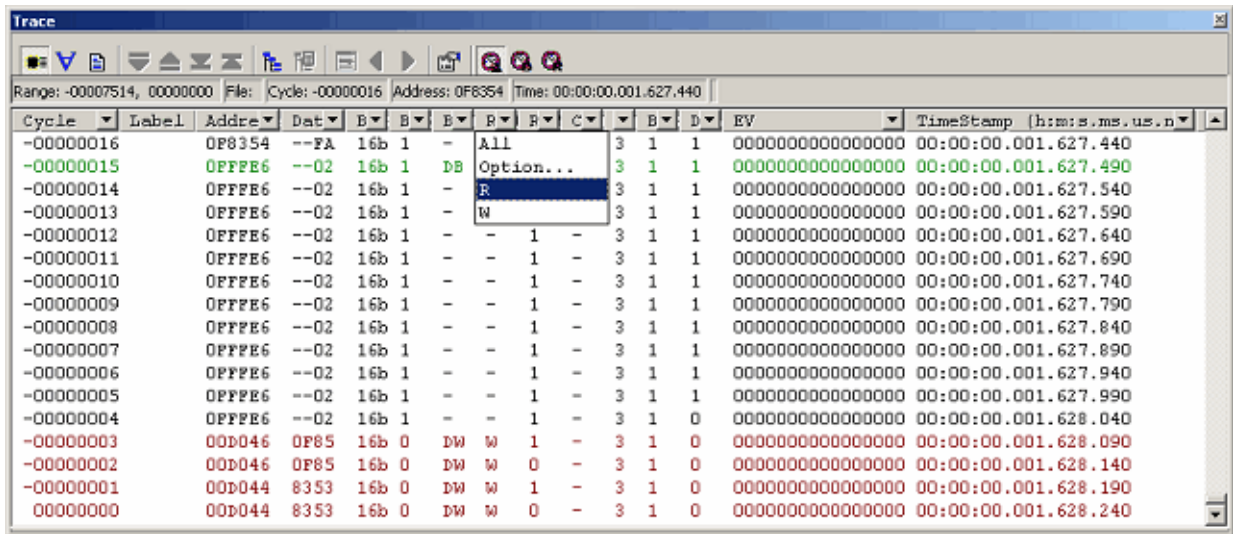 Trace
Range: -00007514, 00000000 File: Cycle: -00000016 Address: 0F8354 Time: 00:00:00.001.627.440
Cycle Label Addre Dat B B B R R C B D EV TimeStamp (h:m:s.ms.us.n
-00000016 0F8354 --FA 16b 1 - All 3 1 1 0000000000000000 00:00:00.001.627.440
-00000015 0FFFE6 --02 16b 1 DB Option... 3 1 1 0000000000000000 00:00:00.001.627.490
-00000014 0FFFE6 --02 16b 1 - R 3 1 1 0000000000000000 00:00:00.001.627.540
-00000013 0FFFE6 --02 16b 1 - W 3 1 1 0000000000000000 00:00:00.001.627.590
-00000012 0FFFE6 --02 16b 1 - - 1 - 3 1 1 0000000000000000 00:00:00.001.627.640
-00000011 0FFFE6 --02 16b 1 - - 1 - 3 1 1 0000000000000000 00:00:00.001.627.690
-00000010 0FFFE6 --02 16b 1 - - 1 - 3 1 1 0000000000000000 00:00:00.001.627.740
-00000009 0FFFE6 --02 16b 1 - - 1 - 3 1 1 0000000000000000 00:00:00.001.627.790
-00000008 0FFFE6 --02 16b 1 - - 1 - 3 1 1 0000000000000000 00:00:00.001.627.840
-00000007 0FFFE6 --02 16b 1 - - 1 - 3 1 1 0000000000000000 00:00:00.001.627.890
-00000006 0FFFE6 --02 16b 1 - - 1 - 3 1 1 0000000000000000 00:00:00.001.627.940
-00000005 0FFFE6 --02 16b 1 - - 1 - 3 1 1 0000000000000000 00:00:00.001.627.990
-00000004 0FFFE6 --02 16b 1 - - 1 - 3 1 0 0000000000000000 00:00:00.001.628.040
-00000003 00D046 0F85 16b 0 DW W 1 - 3 1 0 0000000000000000 00:00:00.001.628.090
-00000002 00D046 0F85 16b 0 DW W 0 - 3 1 0 0000000000000000 00:00:00.001.628.140
-00000001 00D044 8353 16b 0 DW W 1 - 3 1 0 0000000000000000 00:00:00.001.628.190
00000000 00D044 8353 16b 0 DW W 0 - 3 1 0 0000000000000000 00:00:00.001.628.240